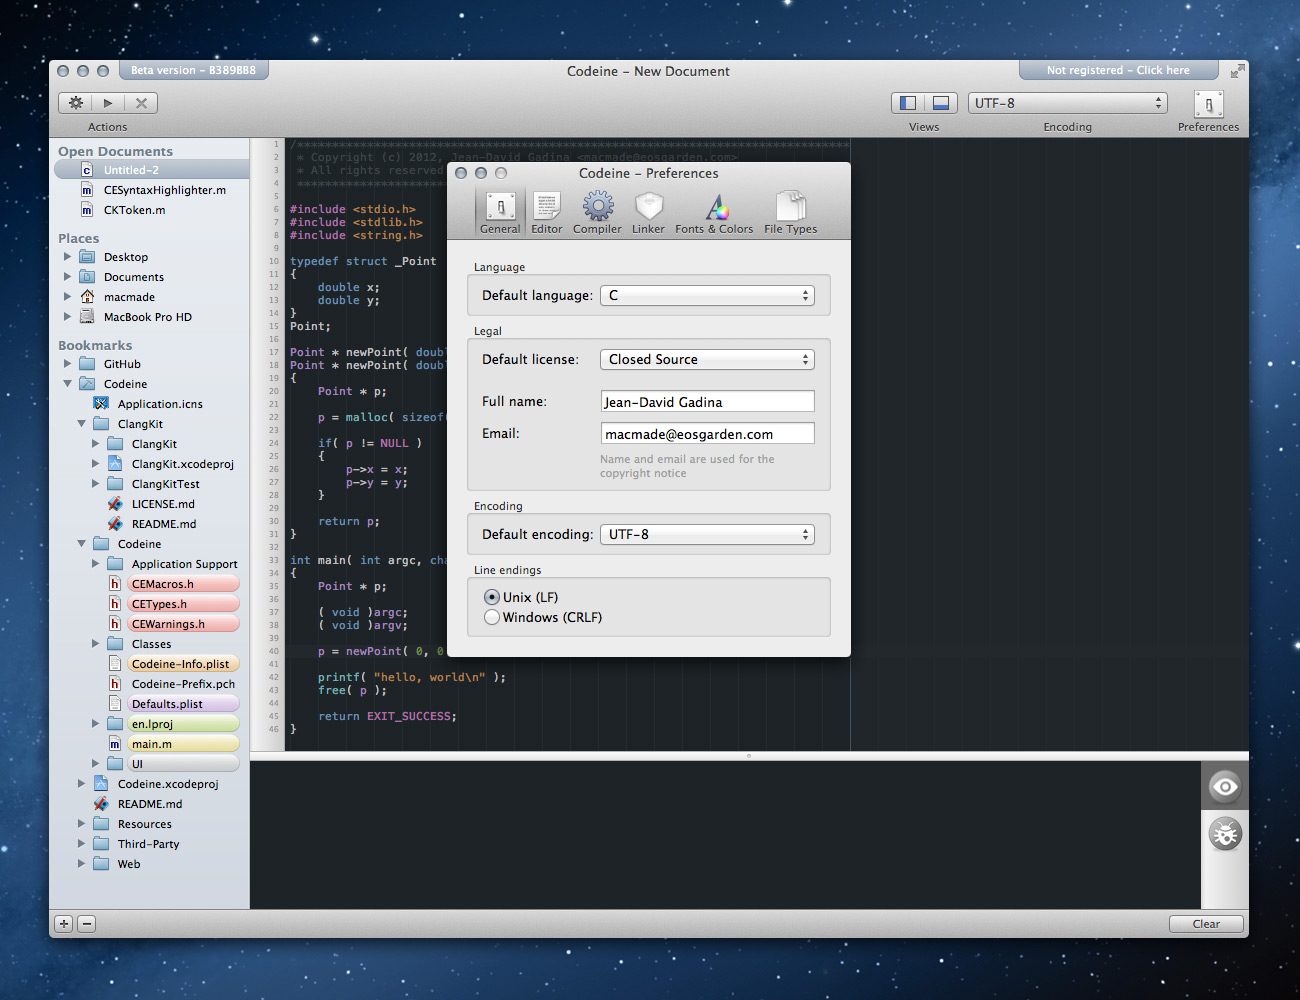 Beta version – B389BB8
Codeine – New Document
Not registered – Click here
UTF-8
Actions
Views
Encoding
Preferences
Open Documents
Untitled-2
CESyntaxHighlighter.m
CKToken.m
Places
Desktop
Documents
macmade
MacBook Pro HD
Bookmarks
GitHub
Codeine
Application.icns
ClangKit
ClangKit
ClangKit.xcodeproj
ClangKitTest
LICENSE.md
README.md
Codeine
Application Support
CEMacros.h
CETypes.h
CEWarnings.h
Classes
Codeine-Info.plist
Codeine-Prefix.pch
Defaults.plist
en.lproj
main.m
UI
Codeine.xcodeproj
README.md
Resources
Third-Party
Web
1
2 * Copyright (c) 2012, Jean-David Gadina <macmade@eosgarden.com>
3 * All rights reserved
4
5
6 #include <stdio.h>
7 #include <stdlib.h>
8 #include <string.h>
9
10 typedef struct _Point
11 {
12 double x;
13 double y;
14 }
15 Point;
16
17 Point * newPoint( doub
18 Point * newPoint( doub
19 {
20 Point * p;
21
22 p = malloc( sizeof(
23
24 if( p != NULL )
25 {
26 p->x = x;
27 p->y = y;
28 }
29
30 return p;
31 }
32
33 int main( int argc, cha
34 {
35 Point * p;
36
37 ( void )argc;
38 ( void )argv;
39
40 p = newPoint( 0, 0
41
42 printf( "hello, world\n" );
43 free( p );
44
45 return EXIT_SUCCESS;
46 }
Codeine – Preferences
General
Editor
Compiler
Linker
Fonts & Colors
File Types
Language
Default language: C
Legal
Default license: Closed Source
Full name: Jean-David Gadina
Email: macmade@eosgarden.com
Name and email are used for the
copyright notice
Encoding
Default encoding: UTF-8
Line endings
Unix (LF)
Windows (CRLF)
Clear